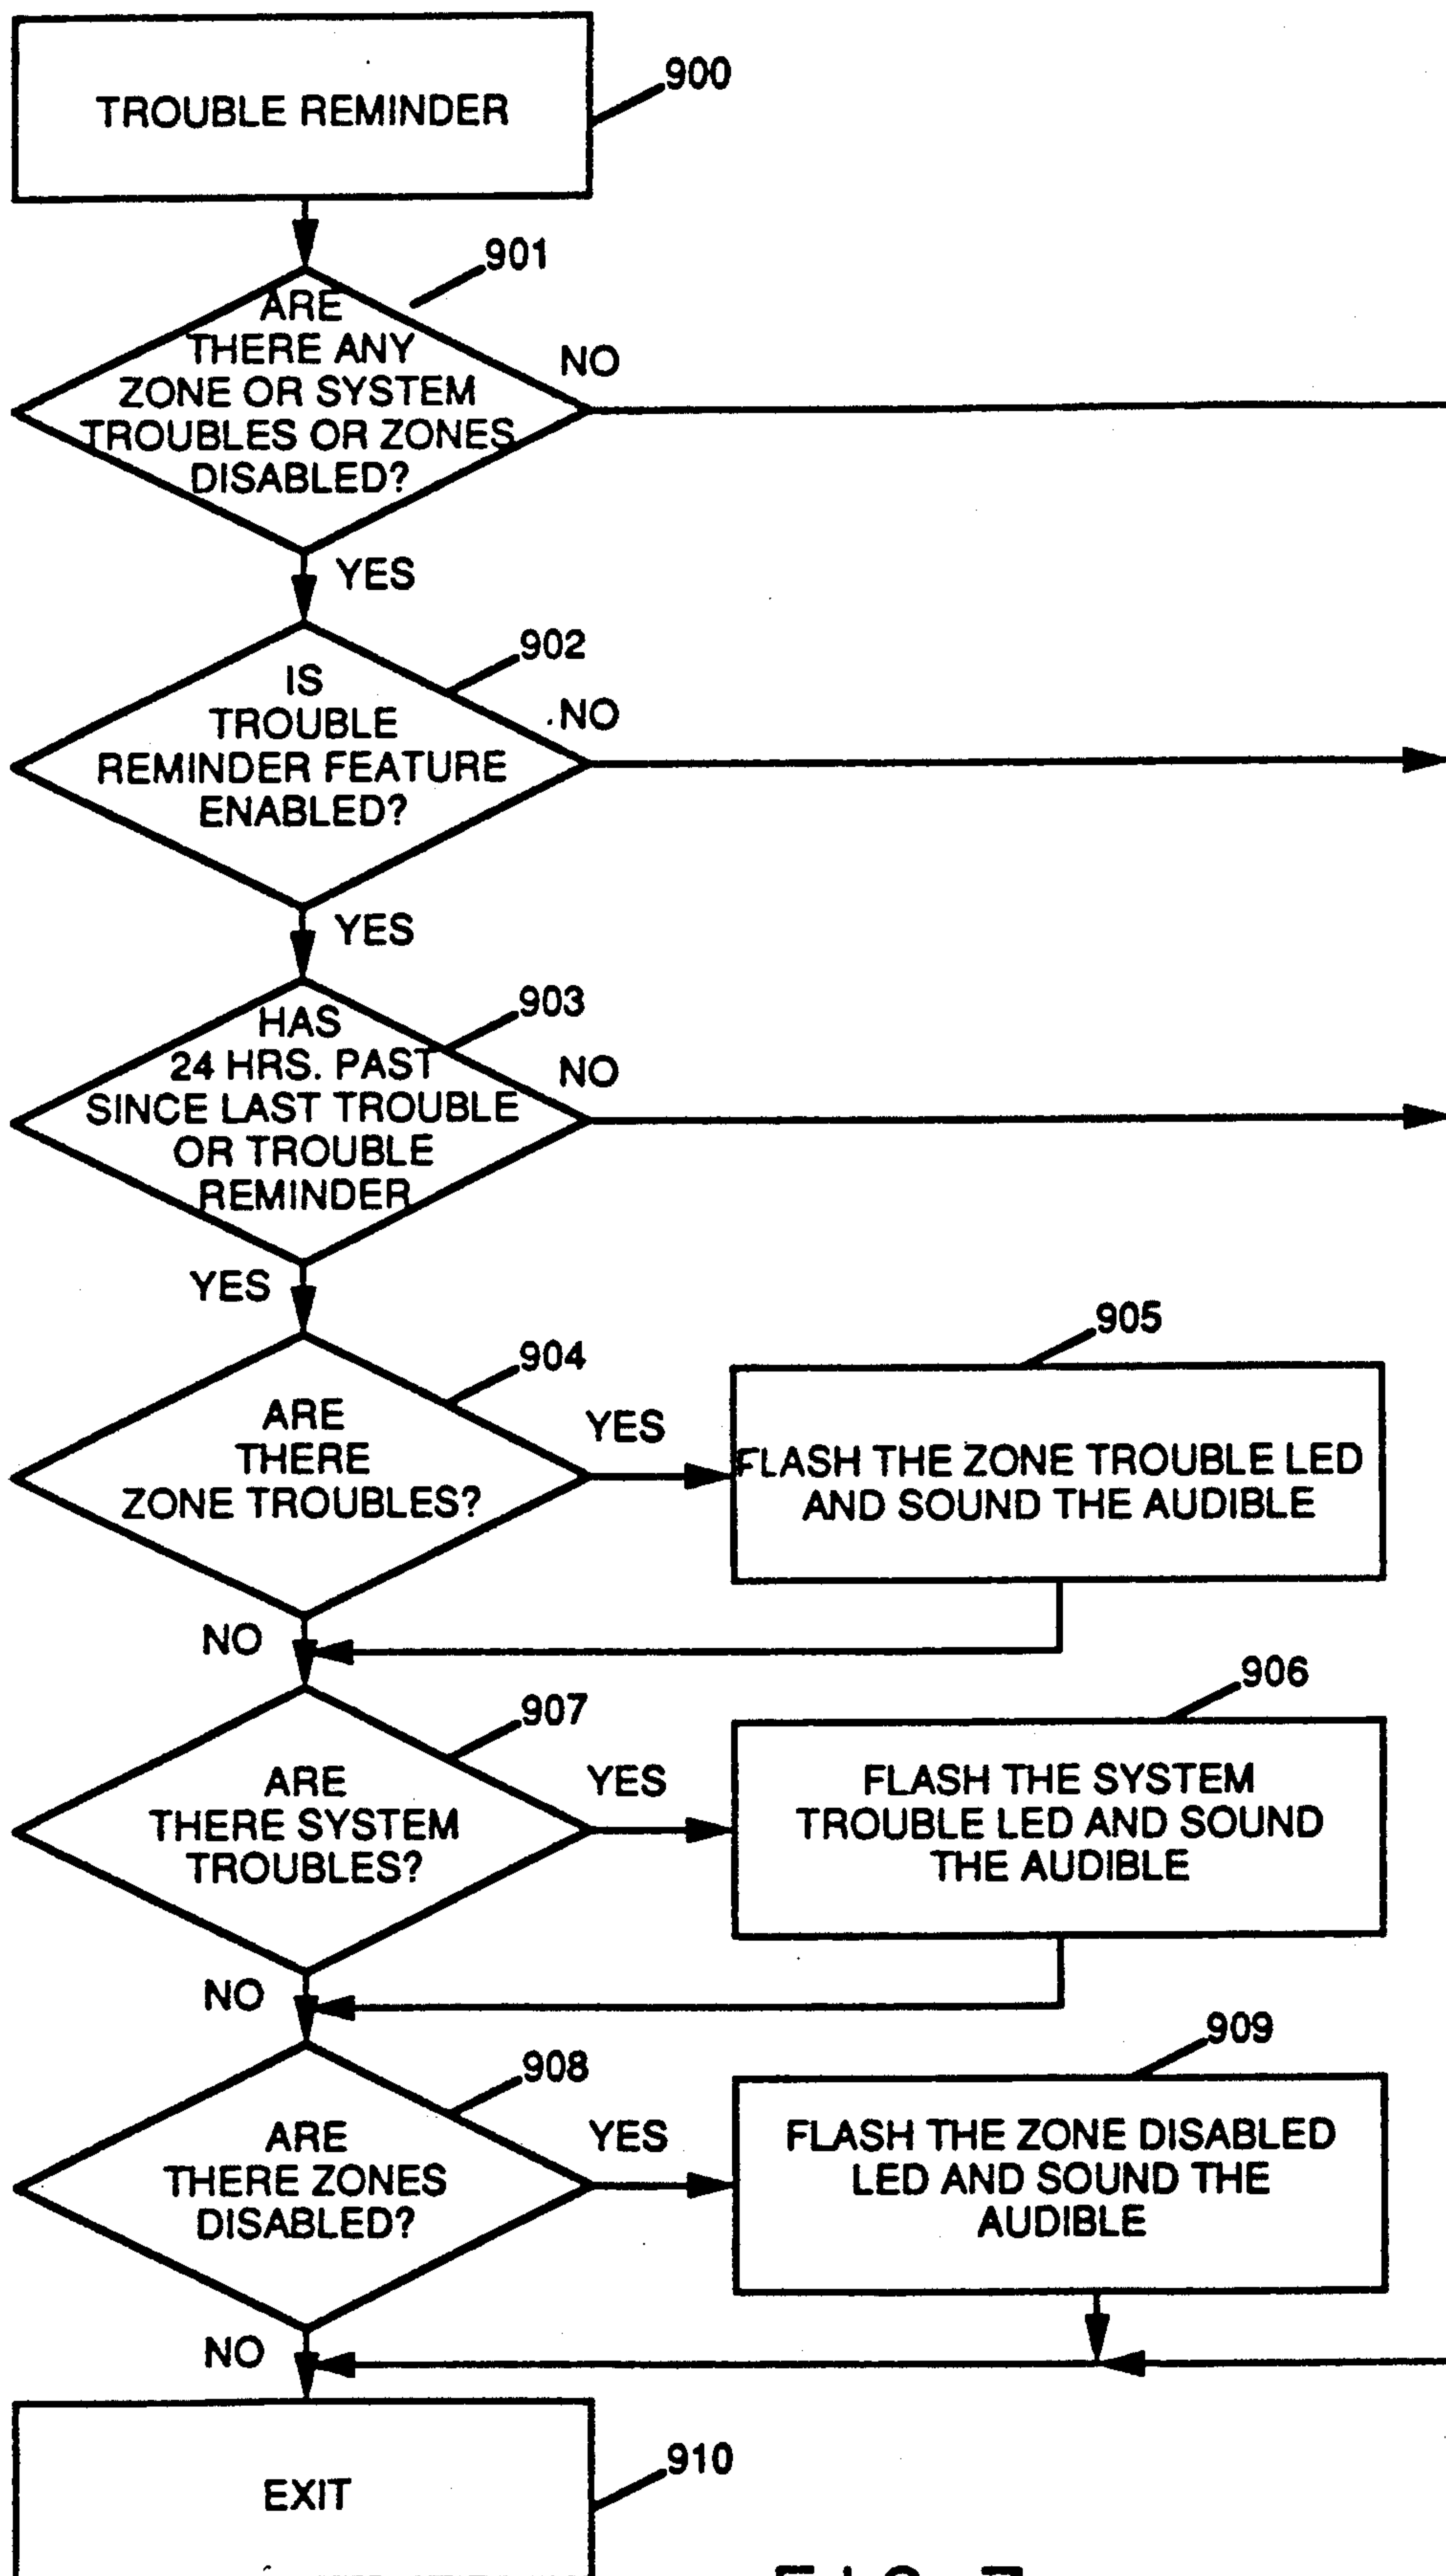 TROUBLE REMINDER
900
901
ARE
THERE ANY
ZONE OR SYSTEM
TROUBLES OR ZONES
DISABLED?
NO
YES
902
IS
TROUBLE
REMINDER FEATURE
ENABLED?
NO
YES
903
HAS
24 HRS. PAST
SINCE LAST TROUBLE
OR TROUBLE
REMINDER
NO
YES
904
ARE
THERE
ZONE TROUBLES?
YES
905
FLASH THE ZONE TROUBLE LED
AND SOUND THE AUDIBLE
NO
907
ARE
THERE SYSTEM
TROUBLES?
YES
906
FLASH THE SYSTEM
TROUBLE LED AND SOUND
THE AUDIBLE
NO
908
ARE
THERE ZONES
DISABLED?
YES
909
FLASH THE ZONE DISABLED
LED AND SOUND THE
AUDIBLE
NO
EXIT
910